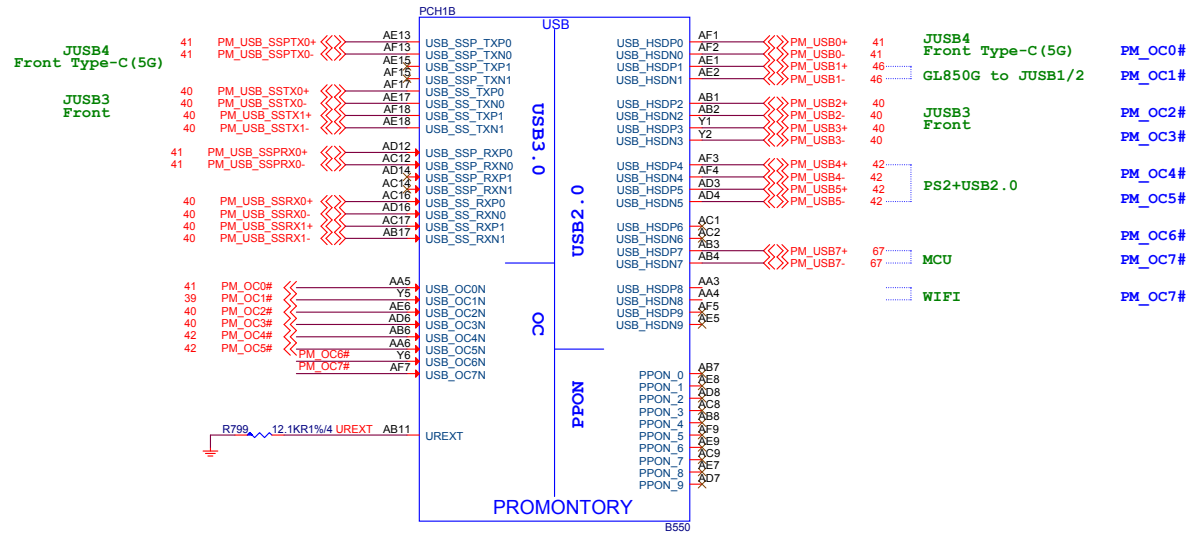 PCH1B
USB
JUSB4
Front Type-C(5G)
41 PM_USB_SSPTX0+ AE13 USB_SSP_TXP0
41 PM_USB_SSPTX0- AF13 USB_SSP_TXN0
AE15 USB_SSP_TXP1
AF15 USB_SSP_TXN1
JUSB3
Front
40 PM_USB_SSTX0+ AF17 USB_SS_TXP0
40 PM_USB_SSTX0- AE17 USB_SS_TXN0
40 PM_USB_SSTX1+ AF18 USB_SS_TXP1
40 PM_USB_SSTX1- AE18 USB_SS_TXN1
41 PM_USB_SSPRX0+ AD12 USB_SSP_RXP0
41 PM_USB_SSPRX0- AC12 USB_SSP_RXN0
AD14 USB_SSP_RXP1
AC14 USB_SSP_RXN1
40 PM_USB_SSRX0+ AC16 USB_SS_RXP0
40 PM_USB_SSRX0- AD16 USB_SS_RXN0
40 PM_USB_SSRX1+ AC17 USB_SS_RXP1
40 PM_USB_SSRX1- AB17 USB_SS_RXN1
41 PM_OC0# AA5 USB_OC0N
39 PM_OC1# Y5 USB_OC1N
40 PM_OC2# AE6 USB_OC2N
40 PM_OC3# AD6 USB_OC3N
42 PM_OC4# AB6 USB_OC4N
42 PM_OC5# AA6 USB_OC5N
PM_OC6# Y6 USB_OC6N
PM_OC7# AF7 USB_OC7N
R799 12.1KR1%/4 UREXT AB11 UREXT
USB3.0
USB2.0
OC
PPON
USB_HSDP0 AF1 PM_USB0+ 41
USB_HSDN0 AF2 PM_USB0- 41
JUSB4
Front Type-C(5G)
PM_OC0#
USB_HSDP1 AE1 PM_USB1+ 46
USB_HSDN1 AE2 PM_USB1- 46
GL850G to JUSB1/2
PM_OC1#
USB_HSDP2 AB1 PM_USB2+ 40
USB_HSDN2 AB2 PM_USB2- 40
USB_HSDP3 Y1 PM_USB3+ 40
USB_HSDN3 Y2 PM_USB3- 40
JUSB3
Front
PM_OC2#
PM_OC3#
USB_HSDP4 AF3 PM_USB4+ 42
USB_HSDN4 AF4 PM_USB4- 42
USB_HSDP5 AD3 PM_USB5+ 42
USB_HSDN5 AD4 PM_USB5- 42
PS2+USB2.0
PM_OC4#
PM_OC5#
USB_HSDP6 AC1
USB_HSDN6 AC2
PM_OC6#
USB_HSDP7 AB3 PM_USB7+ 67
USB_HSDN7 AB4 PM_USB7- 67
MCU
PM_OC7#
USB_HSDP8 AA3
USB_HSDN8 AA4
WIFI
PM_OC7#
USB_HSDP9 AF5
USB_HSDN9 AE5
PPON_0 AB7
PPON_1 AE8
PPON_2 AD8
PPON_3 AC8
PPON_4 AB8
PPON_5 AF9
PPON_6 AE9
PPON_7 AC9
PPON_8 AE7
PPON_9 AD7
PROMONTORY
B550